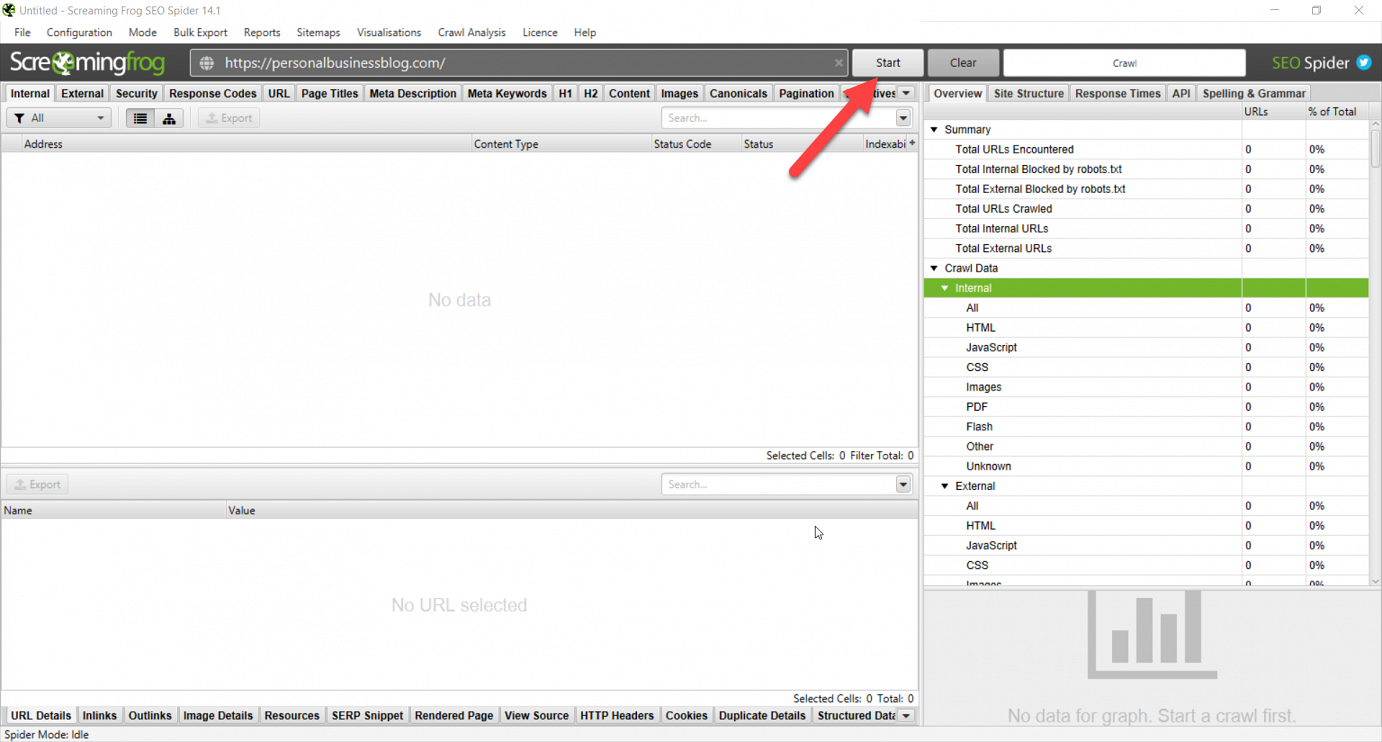 Untitled - Screaming Frog SEO Spider 14.1
File Configuration Mode Bulk Export Reports Sitemaps Visualisations Crawl Analysis Licence Help
Screamingfrog https://personalbusinessblog.com/ Start Clear Crawl SEO Spider
Internal External Security Response Codes URL Page Titles Meta Description Meta Keywords H1 H2 Content Images Canonicals Pagination
Overview Site Structure Response Times API Spelling & Grammar
All Export Search...
URLs % of Total
Address Content Type Status Code Status Indexabi
Summary
Total URLs Encountered 0 0%
Total Internal Blocked by robots.txt 0 0%
Total External Blocked by robots.txt 0 0%
Total URLs Crawled 0 0%
Total Internal URLs 0 0%
Total External URLs 0 0%
Crawl Data
Internal
All 0 0%
HTML 0 0%
JavaScript 0 0%
CSS 0 0%
Images 0 0%
PDF 0 0%
Flash 0 0%
Other 0 0%
Unknown 0 0%
External
All 0 0%
HTML 0 0%
JavaScript 0 0%
CSS 0 0%
Images 0 0%
No data
Selected Cells: 0 Filter Total: 0
Export Search...
Name Value
No URL selected
Selected Cells: 0 Total: 0
URL Details Inlinks Outlinks Image Details Resources SERP Snippet Rendered Page View Source HTTP Headers Cookies Duplicate Details Structured Data
No data for graph. Start a crawl first.
Spider Mode: Idle